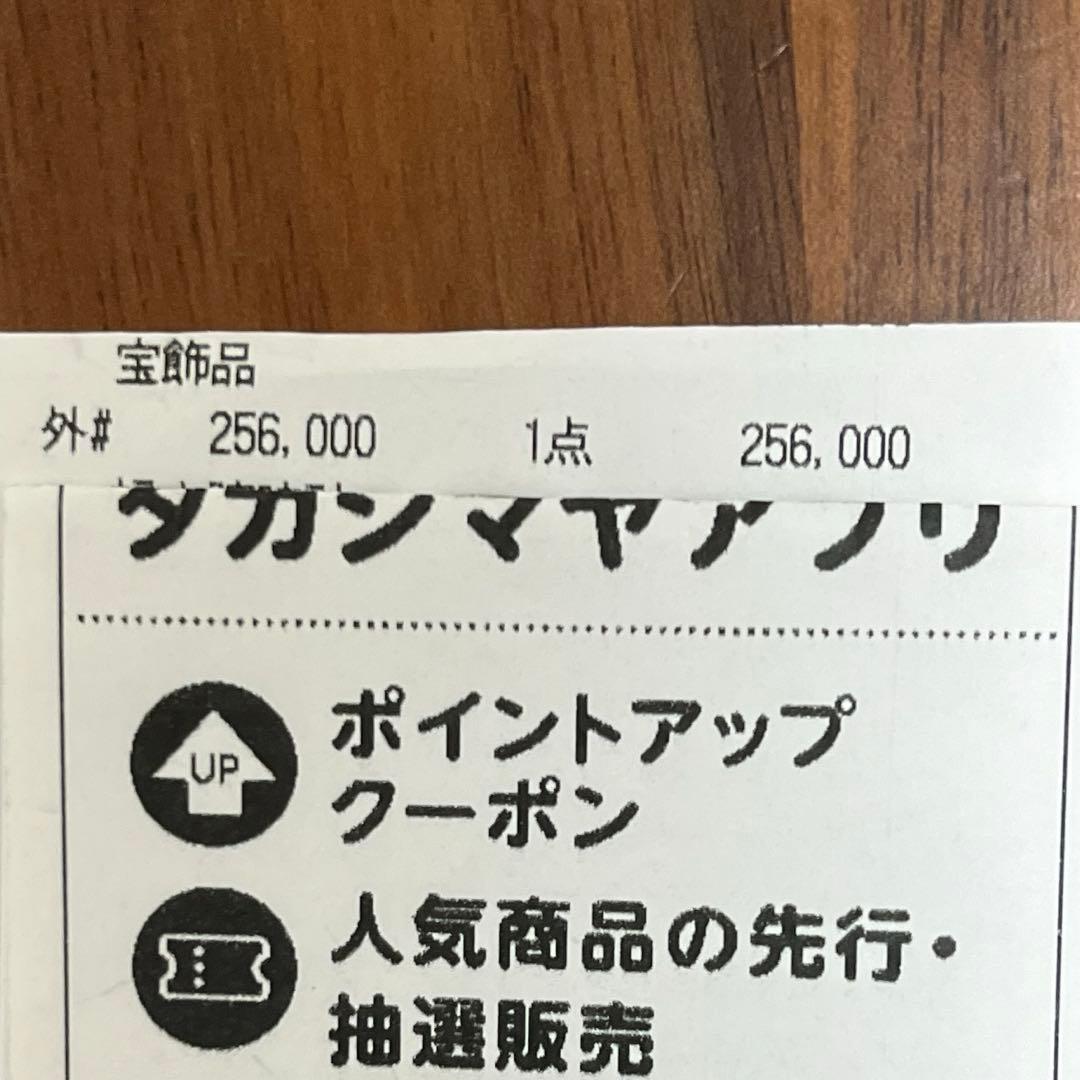 宝飾品
外# 256,000 1点 256,000
タカシマヤアプリ
UP
ポイントアップ
クーポン
人気商品の先行・
抽選販売